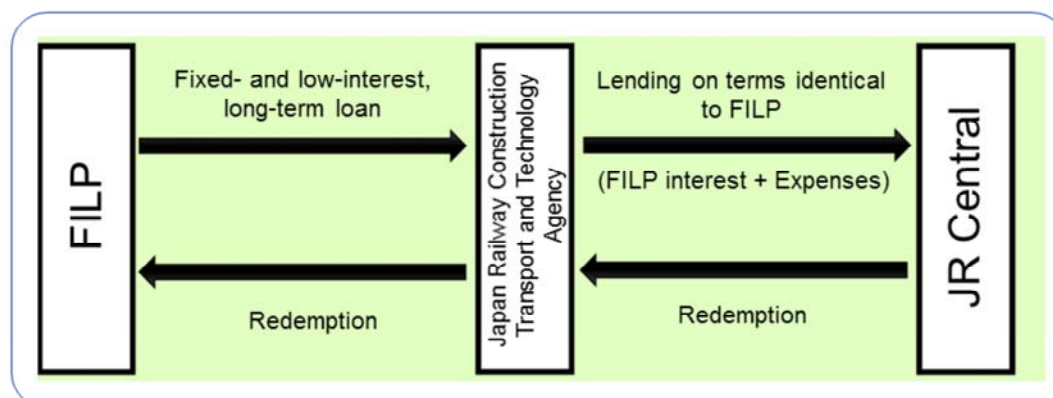 FILP
Fixed- and low-interest,
long-term loan
Redemption
Japan Railway Construction
Transport and Technology
Agency
Lending on terms identical
to FILP
(FILP interest + Expenses)
Redemption
JR Central